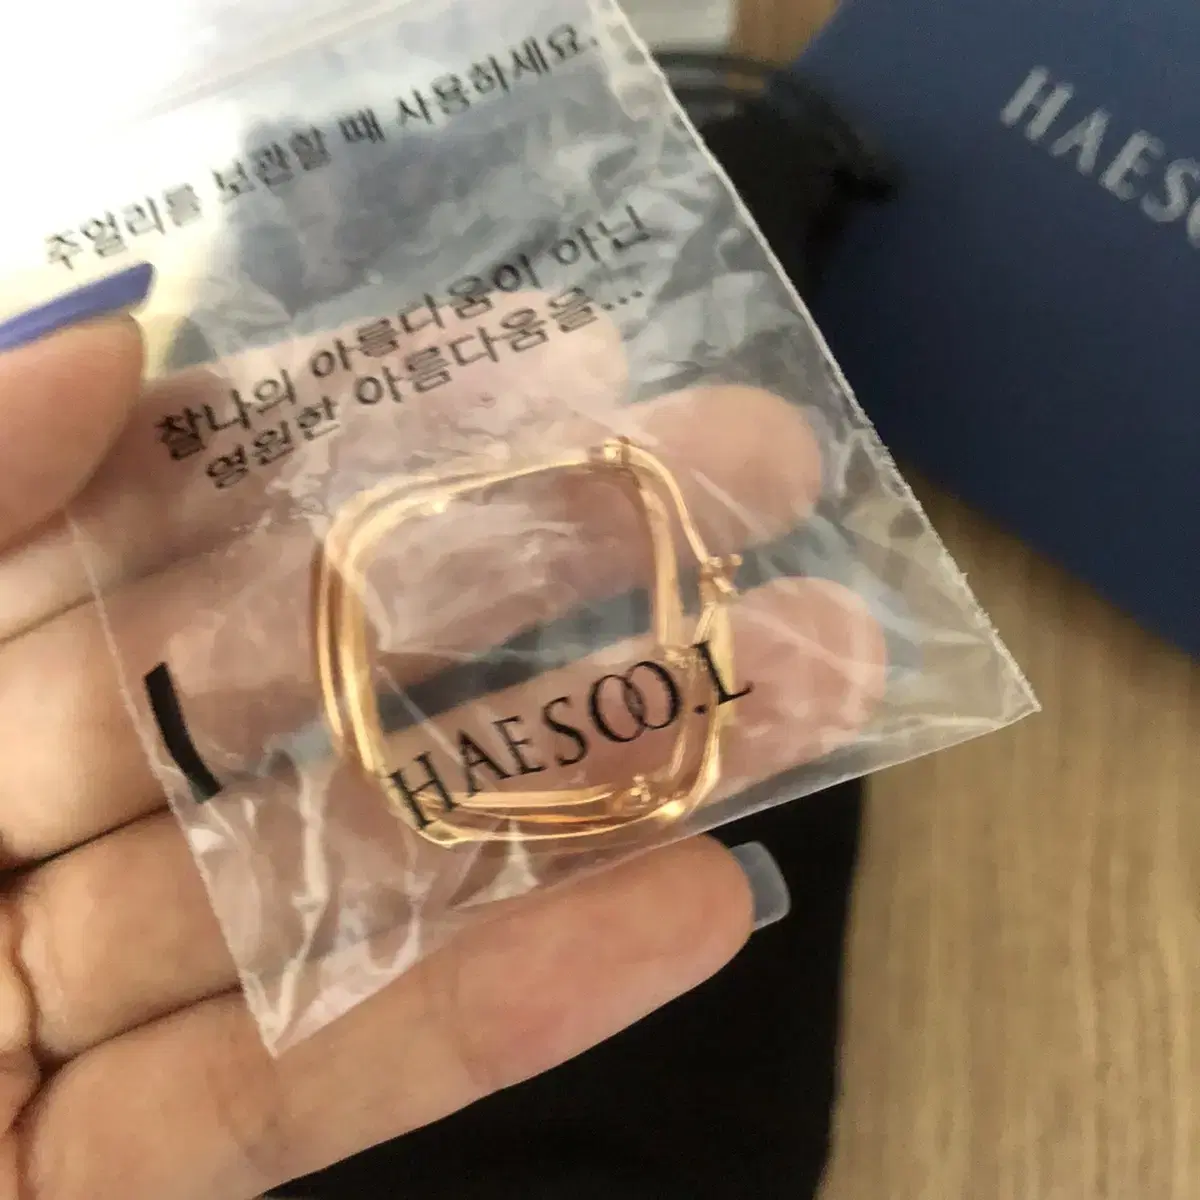 주얼리를 보관할 때 사용하세요.
찰나의 아름다움이 아닌
영원한 아름다움을...
HAESOO.L
HAESO